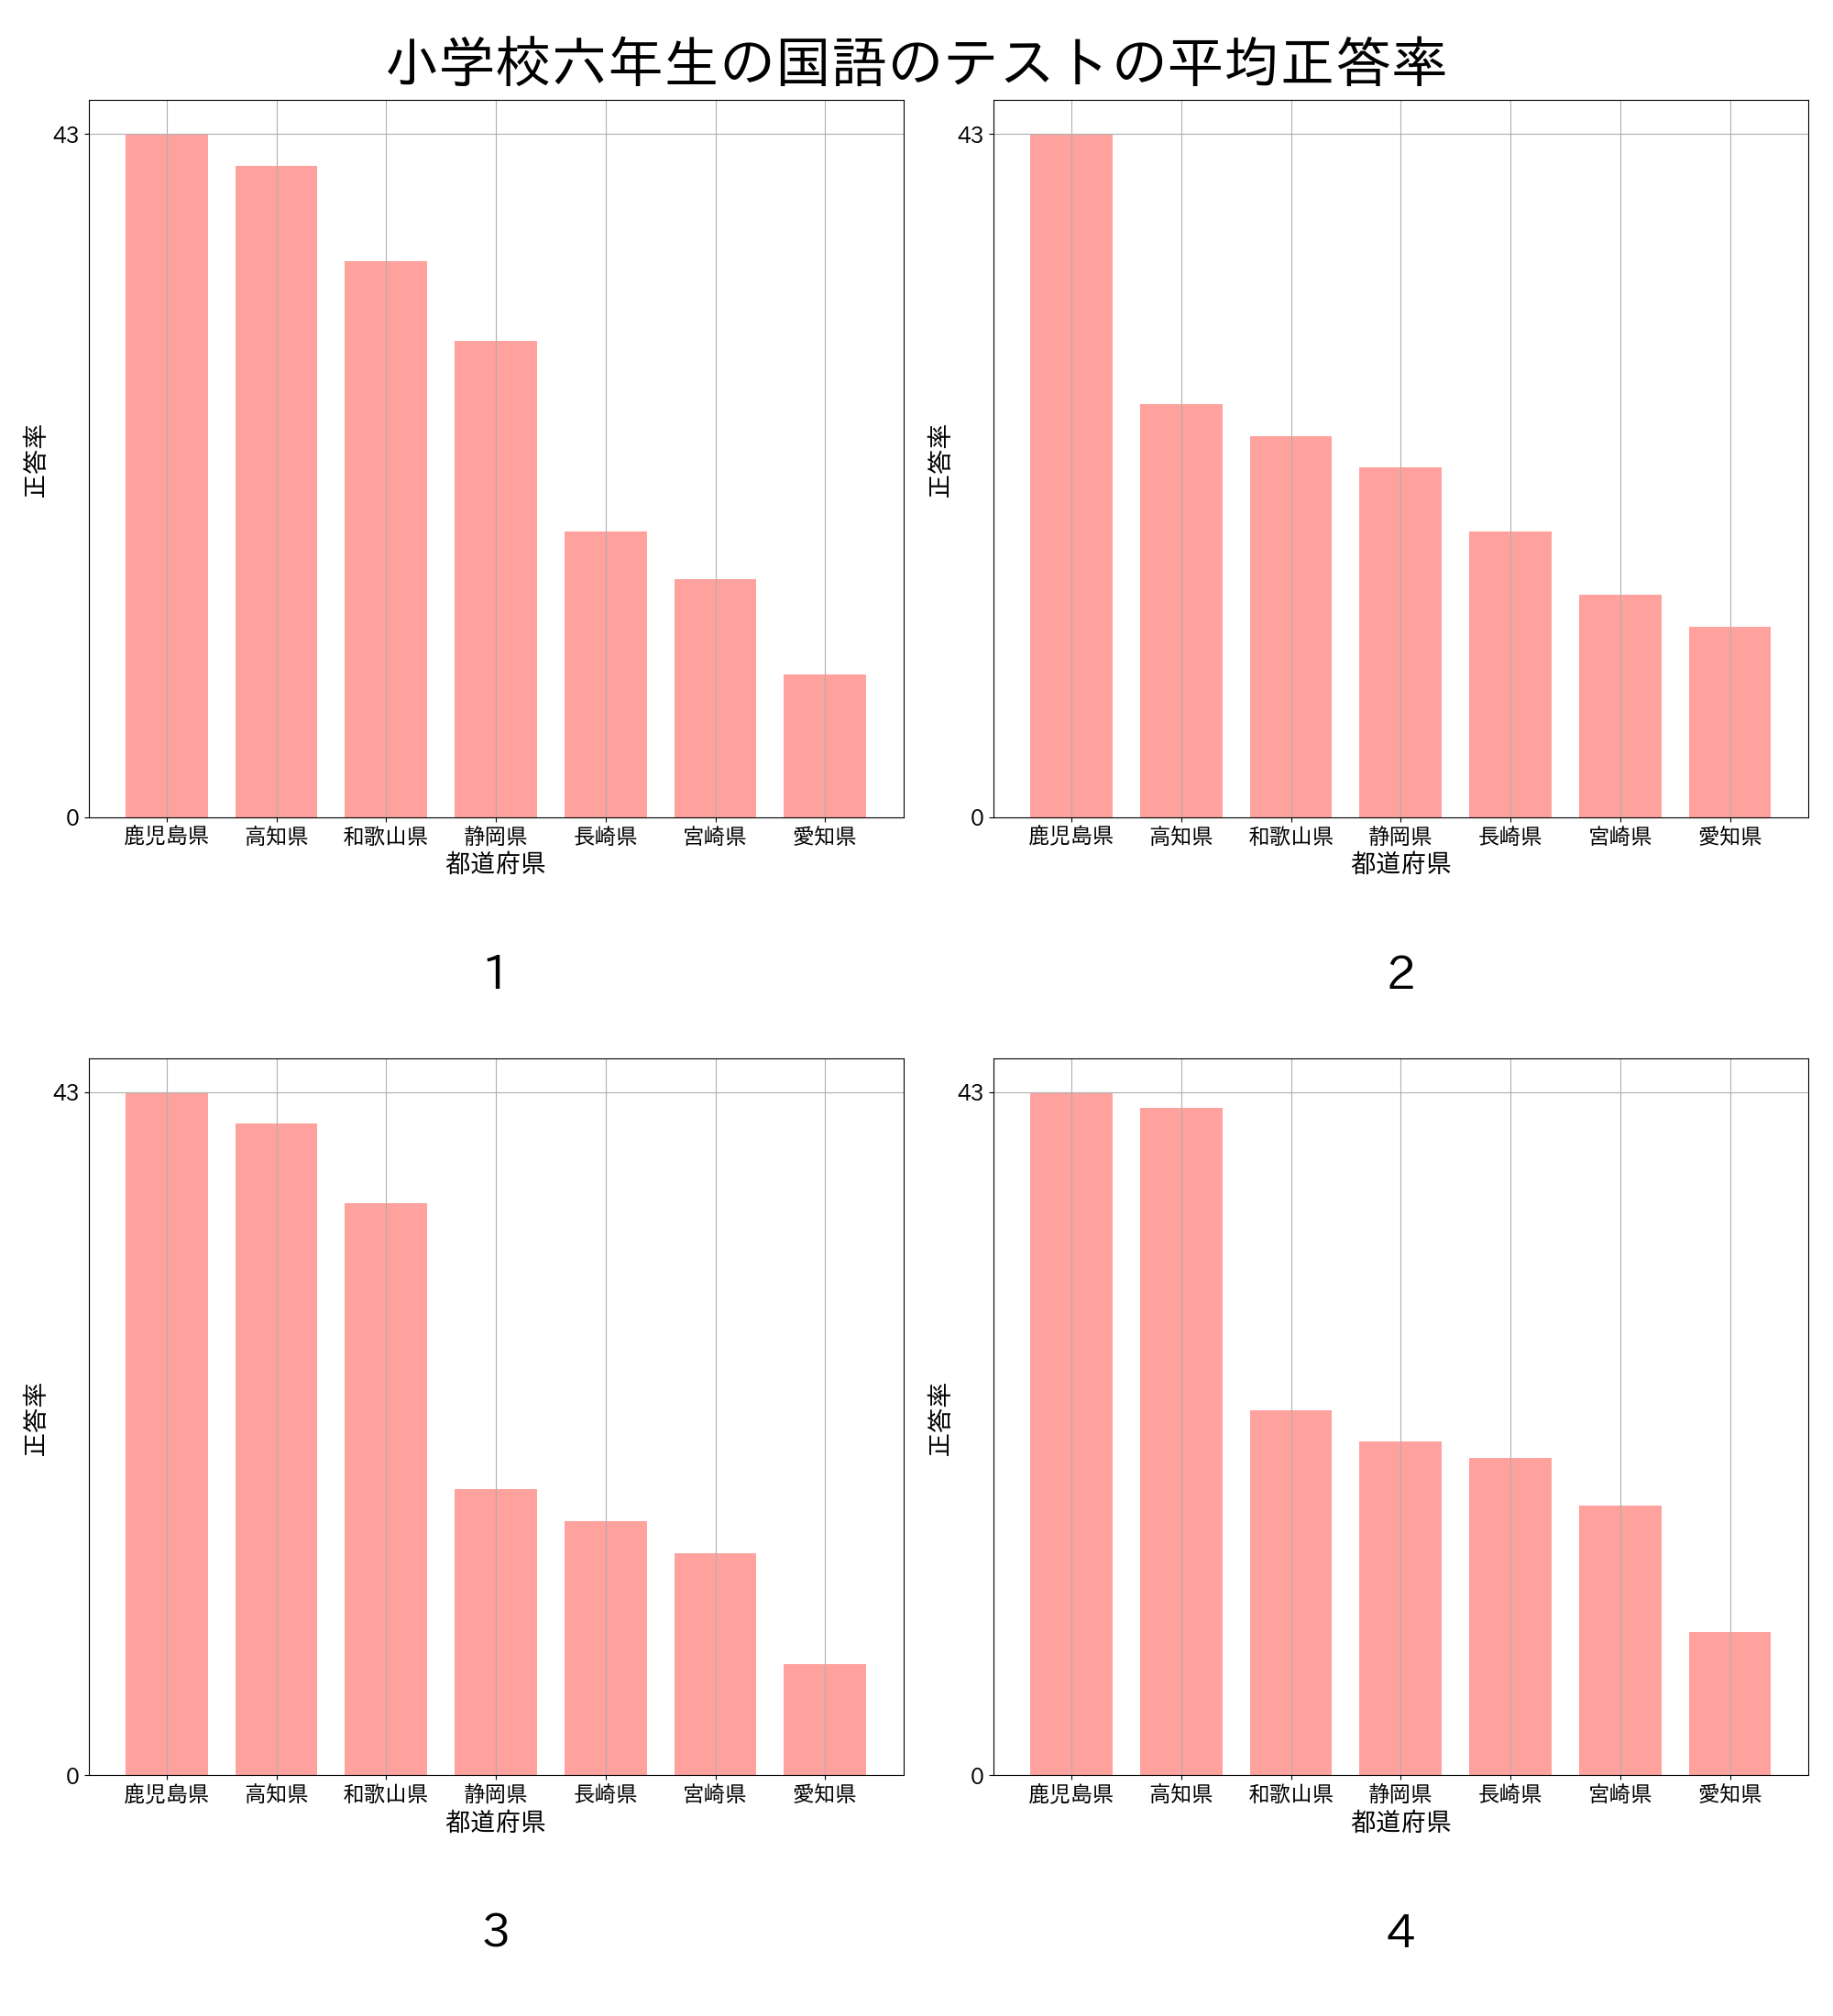 小学校六年生の国語のテストの平均正答率
43
正答率
0
鹿児島県 高知県 和歌山県 静岡県 長崎県 宮崎県 愛知県
都道府県
1
43
正答率
0
鹿児島県 高知県 和歌山県 静岡県 長崎県 宮崎県 愛知県
都道府県
2
43
正答率
0
鹿児島県 高知県 和歌山県 静岡県 長崎県 宮崎県 愛知県
都道府県
3
43
正答率
0
鹿児島県 高知県 和歌山県 静岡県 長崎県 宮崎県 愛知県
都道府県
4